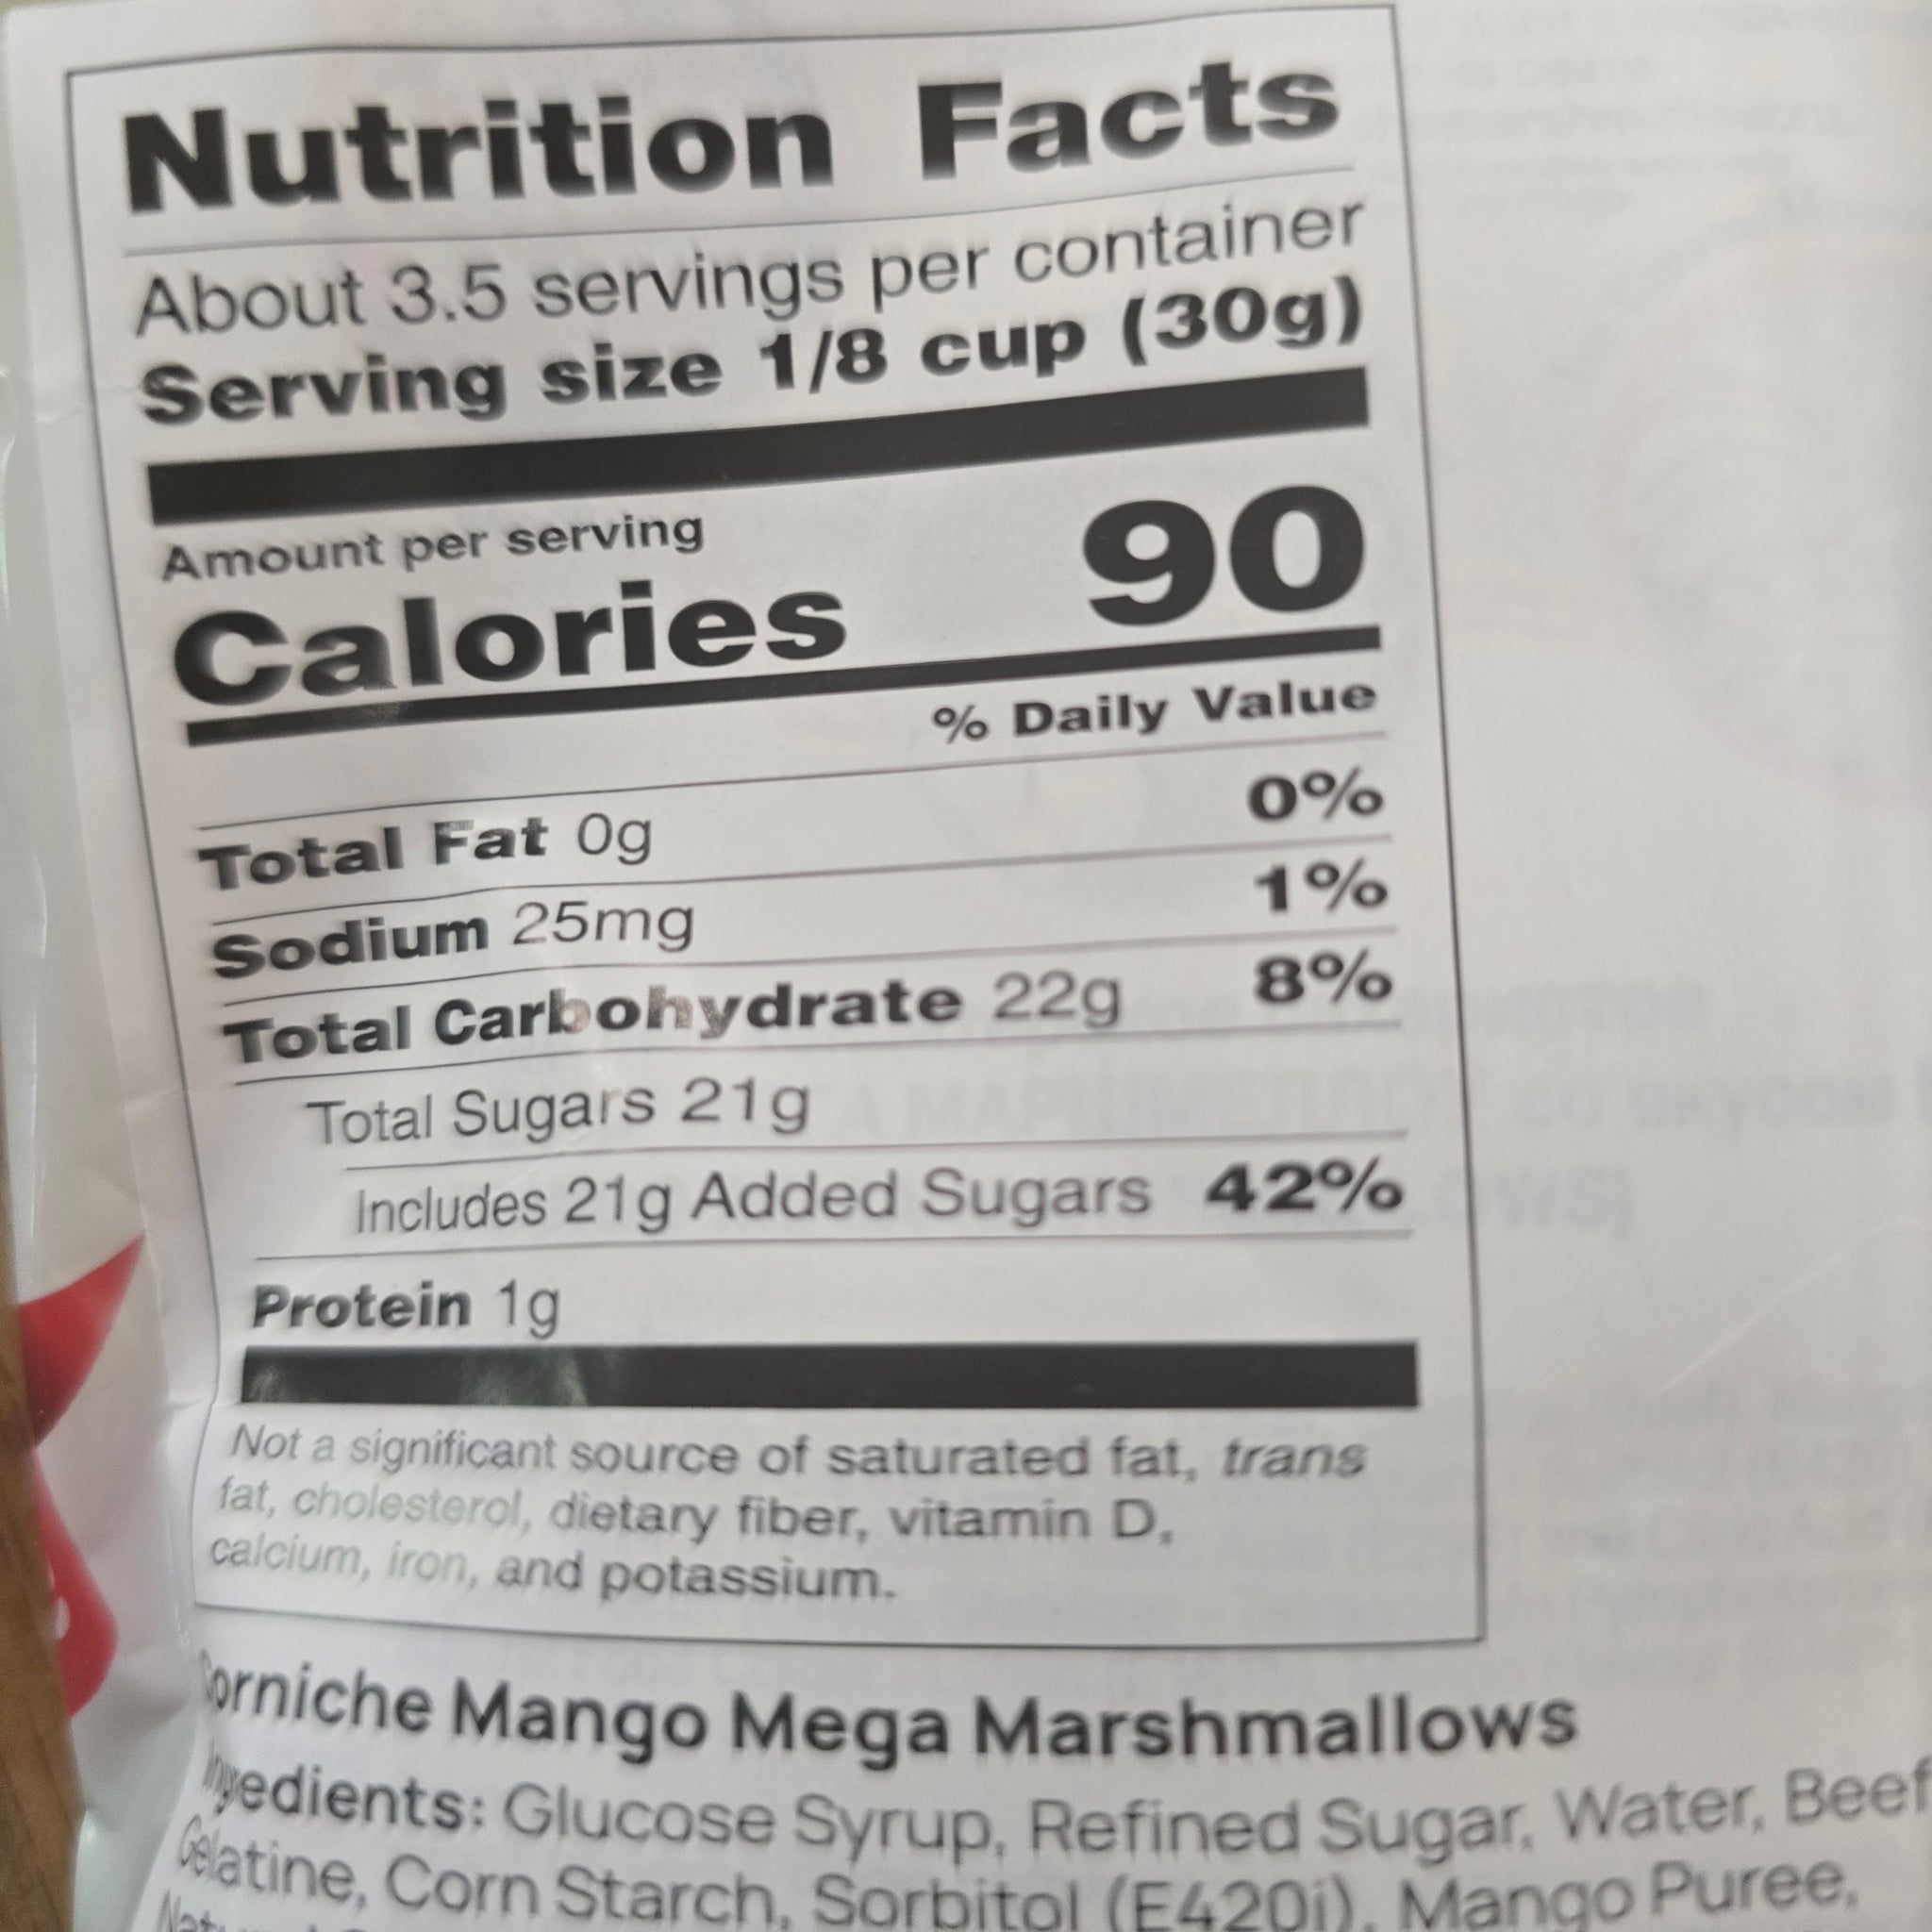 Nutrition Facts
About 3.5 servings per container
Serving size 1/8 cup (30g)
Amount per serving
Calories 90
% Daily Value
Total Fat 0g 0%
Sodium 25mg 1%
Total Carbohydrate 22g 8%
Total Sugars 21g
Includes 21g Added Sugars 42%
Protein 1g
Not a significant source of saturated fat, trans
fat, cholesterol, dietary fiber, vitamin D,
calcium, iron, and potassium.
Corniche Mango Mega Marshmallows
Ingredients: Glucose Syrup, Refined Sugar, Water, Beef
Gelatine, Corn Starch, Sorbitol (E420i), Mango Puree,